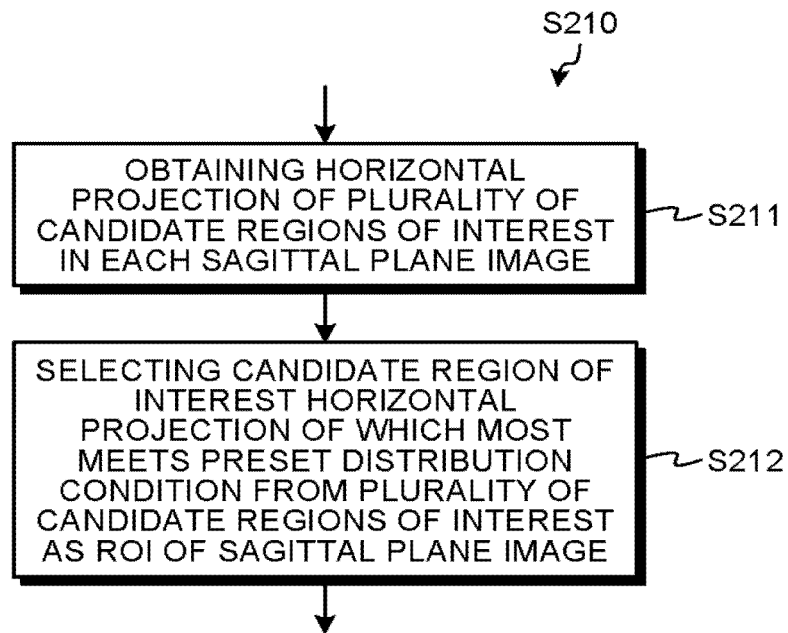 S210
OBTAINING HORIZONTAL
PROJECTION OF PLURALITY OF
CANDIDATE REGIONS OF INTEREST
IN EACH SAGITTAL PLANE IMAGE
S211
SELECTING CANDIDATE REGION OF
INTEREST HORIZONTAL
PROJECTION OF WHICH MOST
MEETS PRESET DISTRIBUTION
CONDITION FROM PLURALITY OF
CANDIDATE REGIONS OF INTEREST
AS ROI OF SAGITTAL PLANE IMAGE
S212